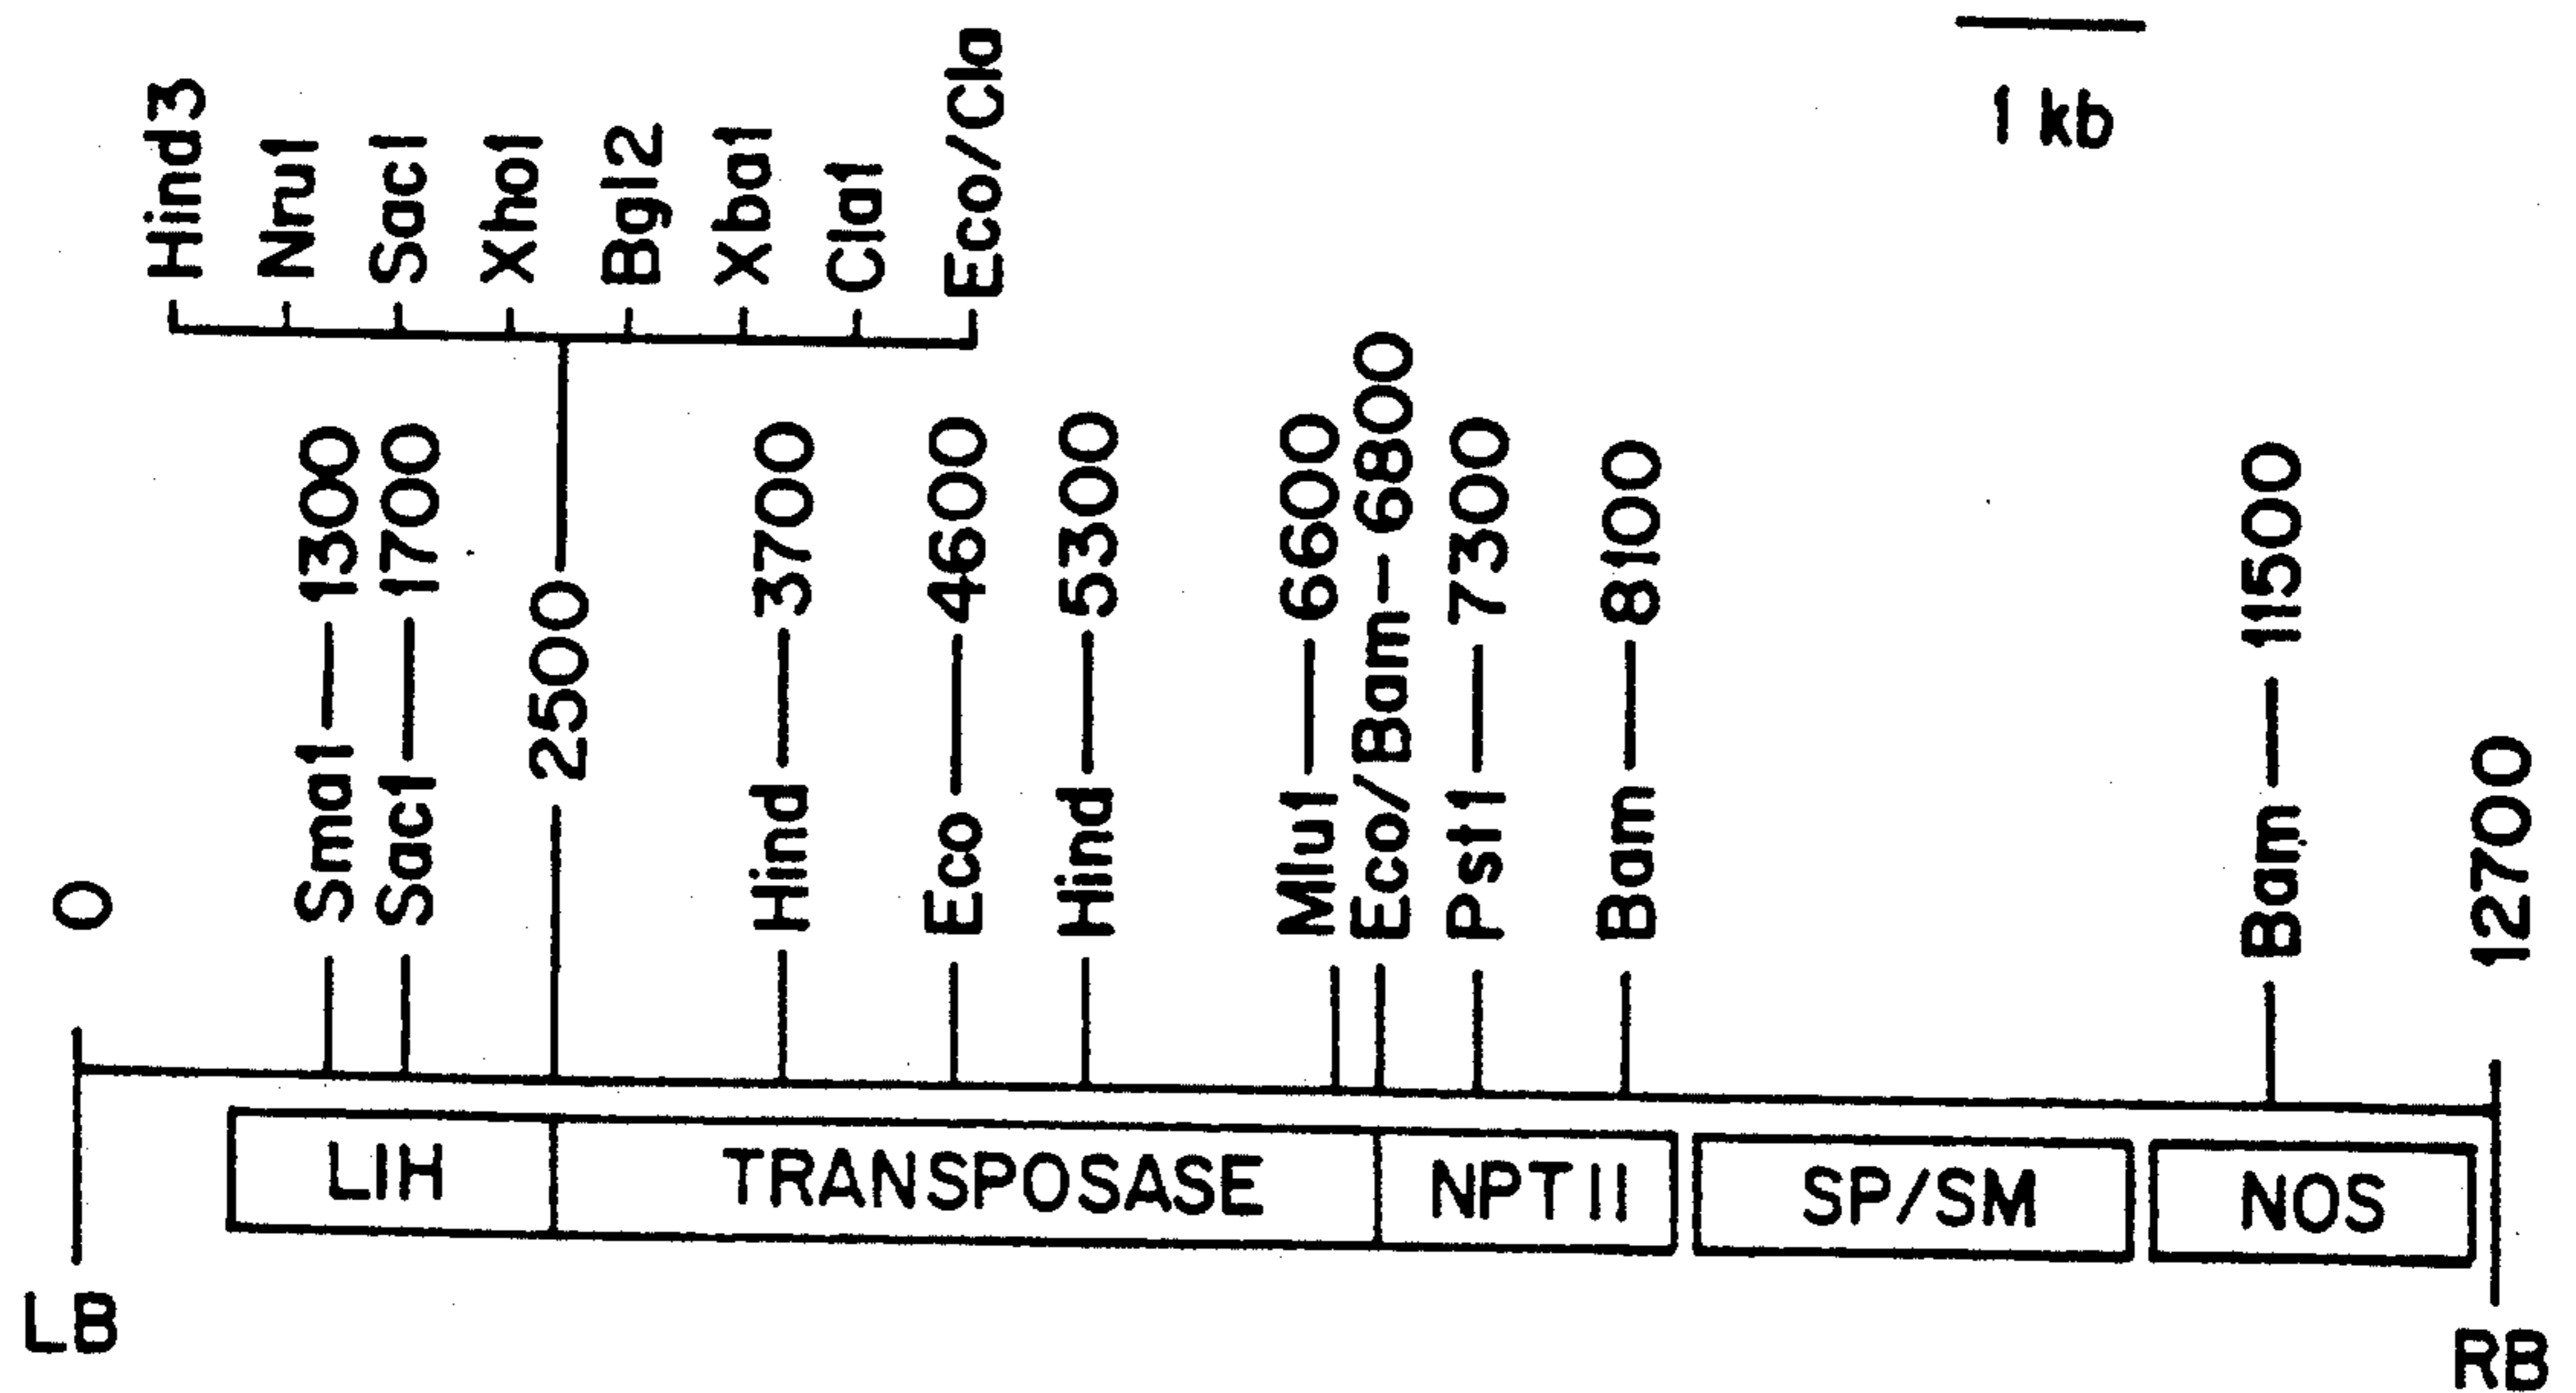 1 kb
Hind3
Nru1
Sac1
Xho1
Bgl2
Xba1
Cla1
Eco/Cla
0
Sma1—1300
Sac1—1700
2500
Hind—3700
Eco—4600
Hind—5300
Mlu1—6600
Eco/Bam—6800
Pst1—7300
Bam—8100
Bam—11500
12700
LIH
TRANSPOSASE
NPT II
SP/SM
NOS
LB
RB